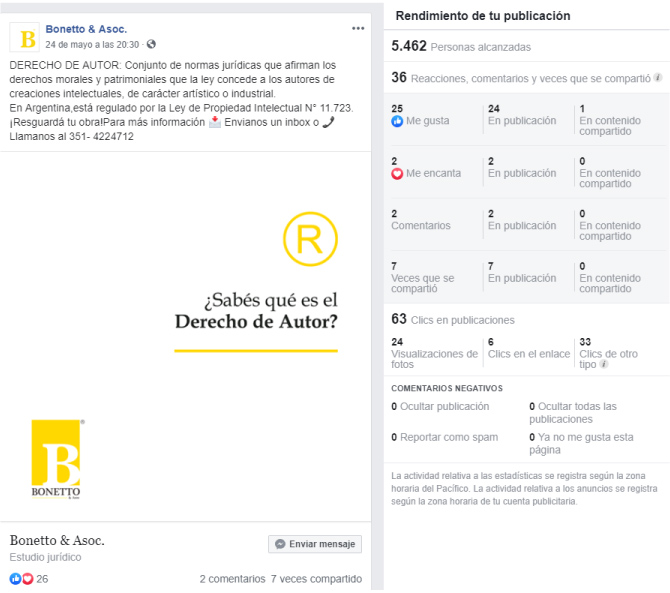 Bonetto & Asoc.
24 de mayo a las 20:30 ·
DERECHO DE AUTOR: Conjunto de normas jurídicas que afirman los
derechos morales y patrimoniales que la ley concede a los autores de
creaciones intelectuales, de carácter artístico o industrial.
En Argentina,está regulado por la Ley de Propiedad Intelectual N° 11.723.
¡Resguardá tu obra!Para más información 📩 Envianos un inbox o 📞
Llamanos al 351- 4224712
®
¿Sabés qué es el
Derecho de Autor?
B
BONETTO
Bonetto & Asoc.
Estudio jurídico
Enviar mensaje
26
2 comentarios 7 veces compartido
Rendimiento de tu publicación
5.462 Personas alcanzadas
36 Reacciones, comentarios y veces que se compartió
25 Me gusta
24 En publicación
1 En contenido compartido
2 Me encanta
2 En publicación
0 En contenido compartido
2 Comentarios
2 En publicación
0 En contenido compartido
7 Veces que se compartió
7 En publicación
0 En contenido compartido
63 Clics en publicaciones
24 Visualizaciones de fotos
6 Clics en el enlace
33 Clics de otro tipo
COMENTARIOS NEGATIVOS
0 Ocultar publicación
0 Ocultar todas las publicaciones
0 Reportar como spam
0 Ya no me gusta esta página
La actividad relativa a las estadísticas se registra según la zona
horaria del Pacífico. La actividad relativa a los anuncios se registra
según la zona horaria de tu cuenta publicitaria.